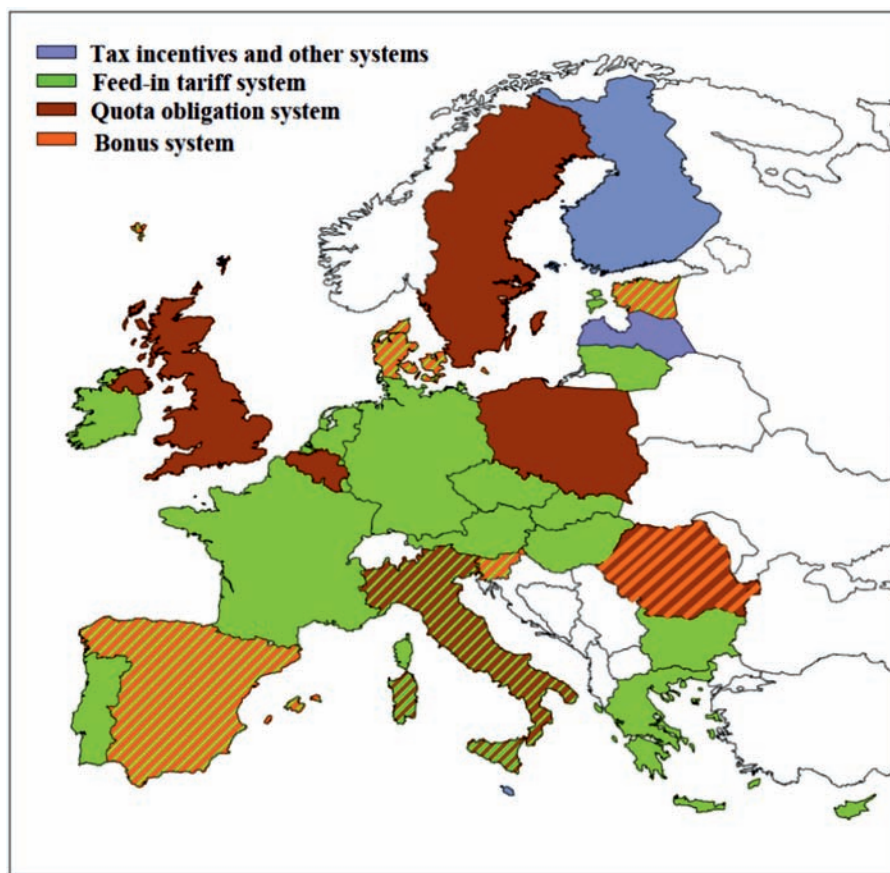 Tax incentives and other systems
Feed-in tariff system
Quota obligation system
Bonus system